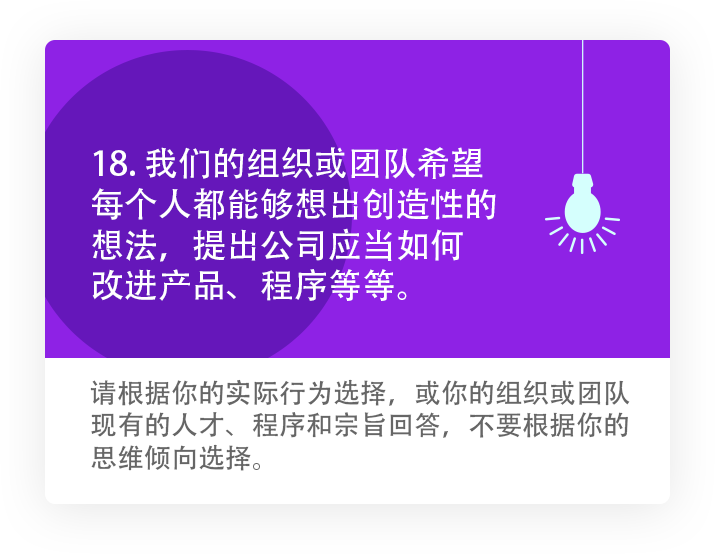 18. 我们的组织或团队希望
每个人都能够想出创造性的
想法，提出公司应当如何
改进产品、程序等等。
请根据你的实际行为选择，或你的组织或团队
现有的人才、程序和宗旨回答，不要根据你的
思维倾向选择。